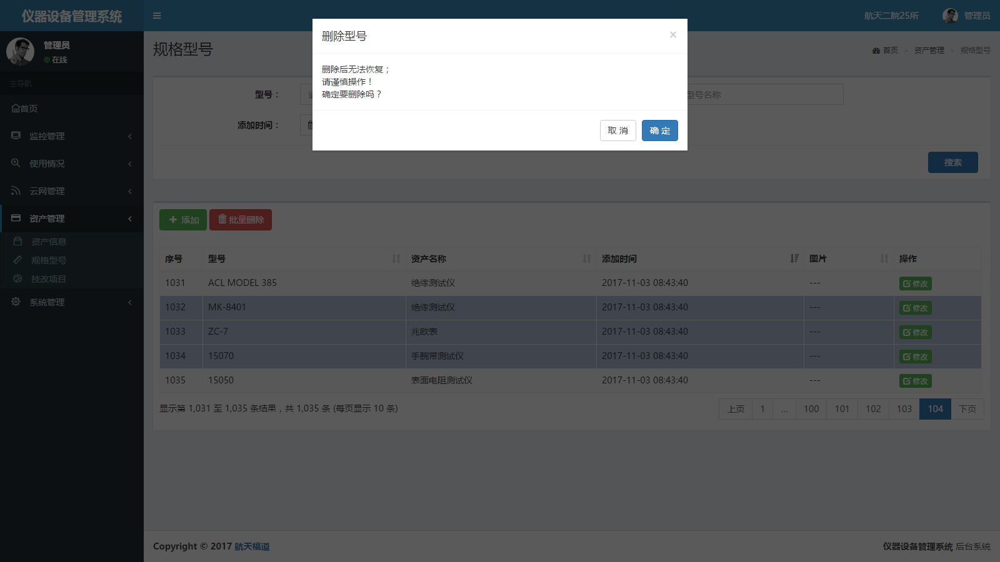 仪器设备管理系统
航天二院25所
管理员
管理员
在线
主导航
首页
监控管理
使用情况
云网管理
资产管理
资产信息
规格型号
技改项目
系统管理
规格型号
首页 > 资产管理 > 规格型号
删除型号
×
删除后无法恢复；
请谨慎操作！
确定要删除吗？
取 消
确 定
型号：
型号名称
添加时间：
搜索
添加
批量删除
序号 型号 资产名称 添加时间 图片 操作
1031 ACL MODEL 385 绝缘测试仪 2017-11-03 08:43:40 --- 修改
1032 MK-8401 绝缘测试仪 2017-11-03 08:43:40 --- 修改
1033 ZC-7 兆欧表 2017-11-03 08:43:40 --- 修改
1034 15070 手腕带测试仪 2017-11-03 08:43:40 --- 修改
1035 15050 表面电阻测试仪 2017-11-03 08:43:40 --- 修改
显示第 1,031 至 1,035 条结果，共 1,035 条 (每页显示 10 条)
上页 1 ... 100 101 102 103 104 下页
Copyright © 2017 航天福道
仪器设备管理系统 后台系统